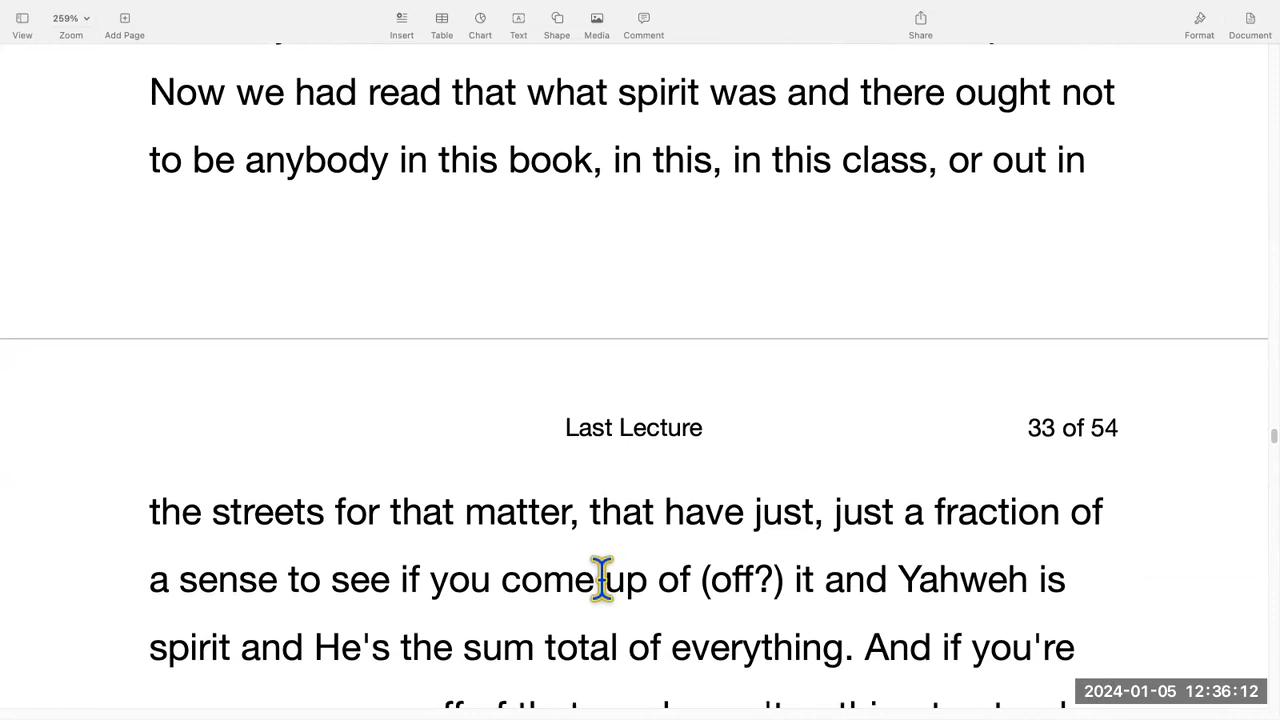 259%
View Zoom Add Page Insert Table Chart Text Shape Media Comment Share Format Document
Now we had read that what spirit was and there ought not
to be anybody in this book, in this, in this class, or out in
Last Lecture 33 of 54
the streets for that matter, that have just, just a fraction of
a sense to see if you come up of (off?) it and Yahweh is
spirit and He's the sum total of everything. And if you're
2024-01-05 12:36:12